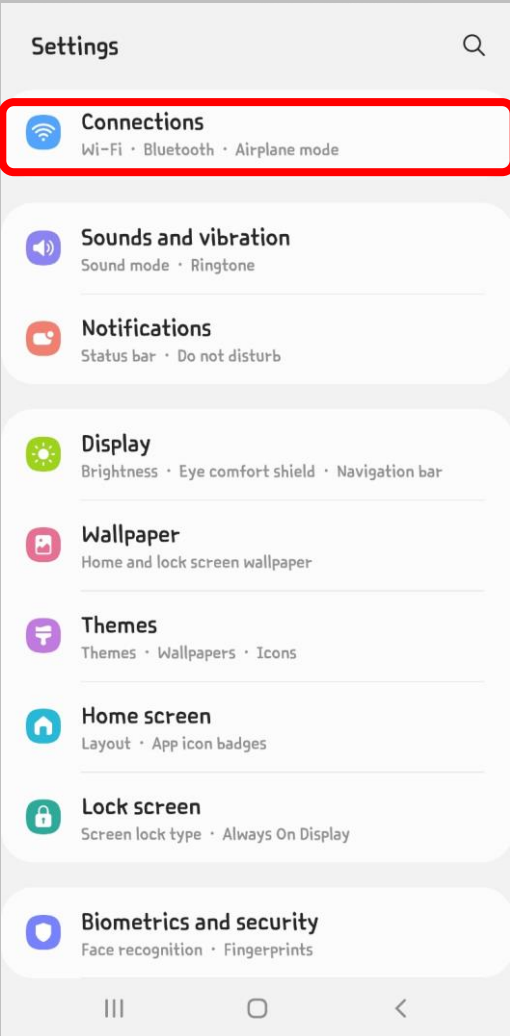 Settings
Connections
Wi-Fi · Bluetooth · Airplane mode
Sounds and vibration
Sound mode · Ringtone
Notifications
Status bar · Do not disturb
Display
Brightness · Eye comfort shield · Navigation bar
Wallpaper
Home and lock screen wallpaper
Themes
Themes · Wallpapers · Icons
Home screen
Layout · App icon badges
Lock screen
Screen lock type · Always On Display
Biometrics and security
Face recognition · Fingerprints